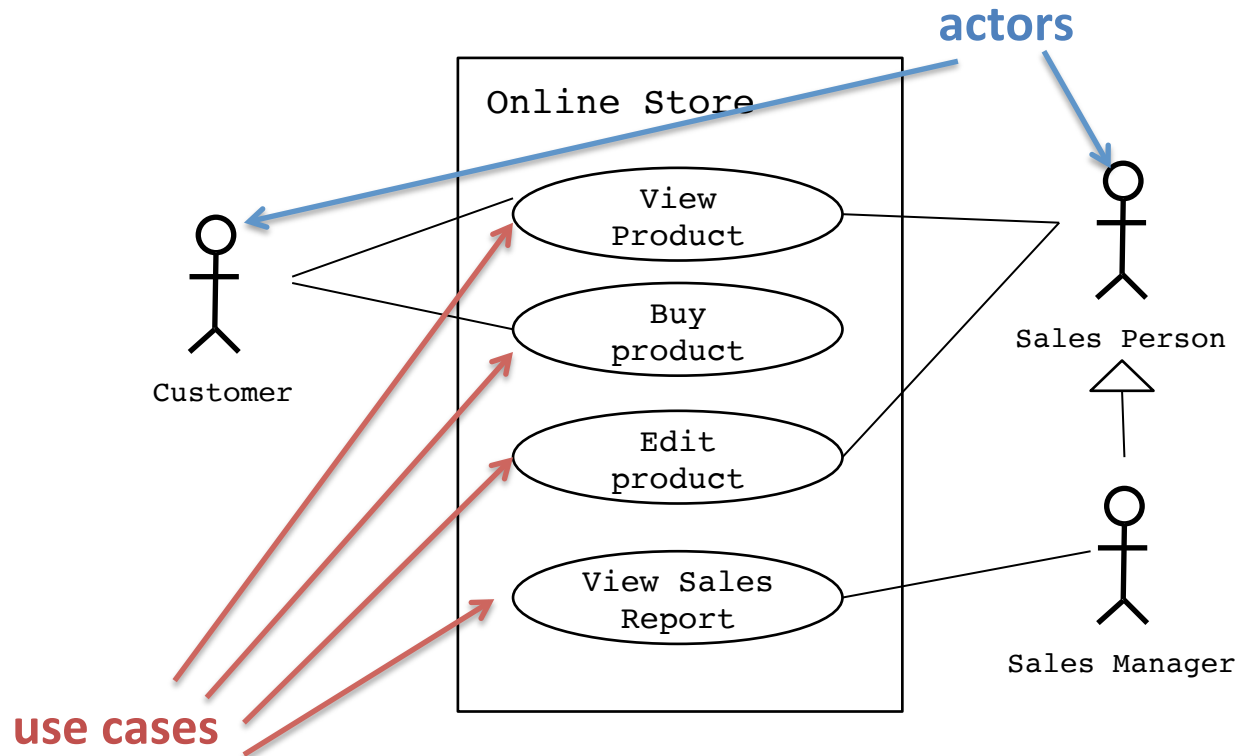 actors
Online Store
View
Product
Buy
product
Sales Person
Customer
Edit
product
View Sales
Report
Sales Manager
use cases